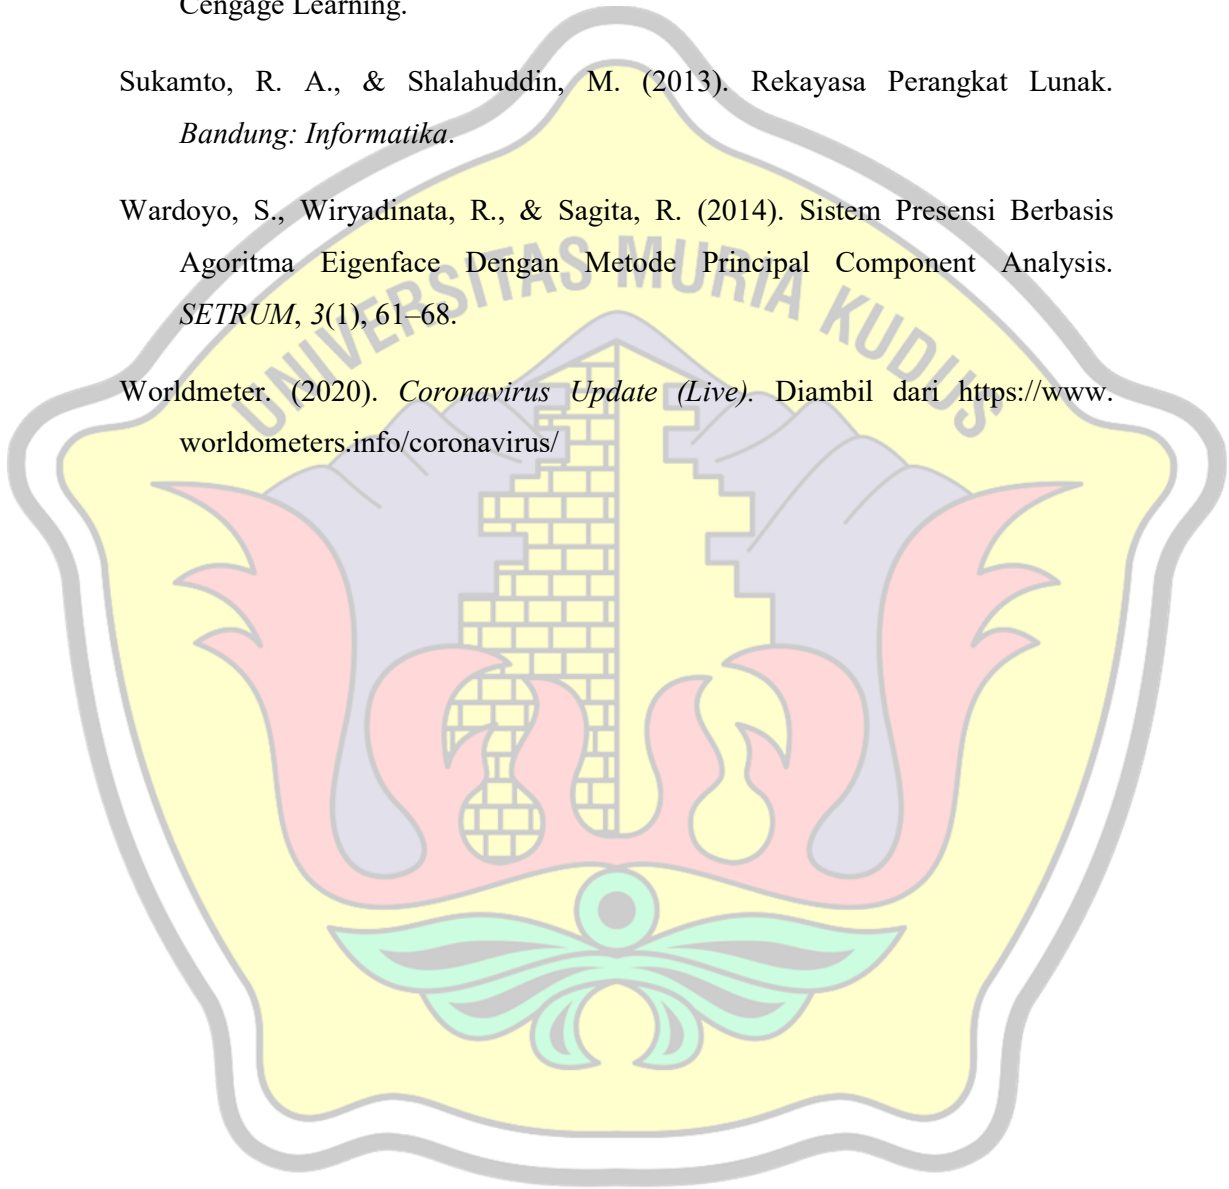 Cengage Learning.
Sukamto, R. A., & Shalahuddin, M. (2013). Rekayasa Perangkat Lunak.
Bandung: Informatika.
Wardoyo, S., Wiryadinata, R., & Sagita, R. (2014). Sistem Presensi Berbasis
Agoritma Eigenface Dengan Metode Principal Component Analysis.
SETRUM, 3(1), 61–68.
UNIVERSITAS MURIA KUDUS
Worldmeter. (2020). Coronavirus Update (Live). Diambil dari https://www.
worldometers.info/coronavirus/